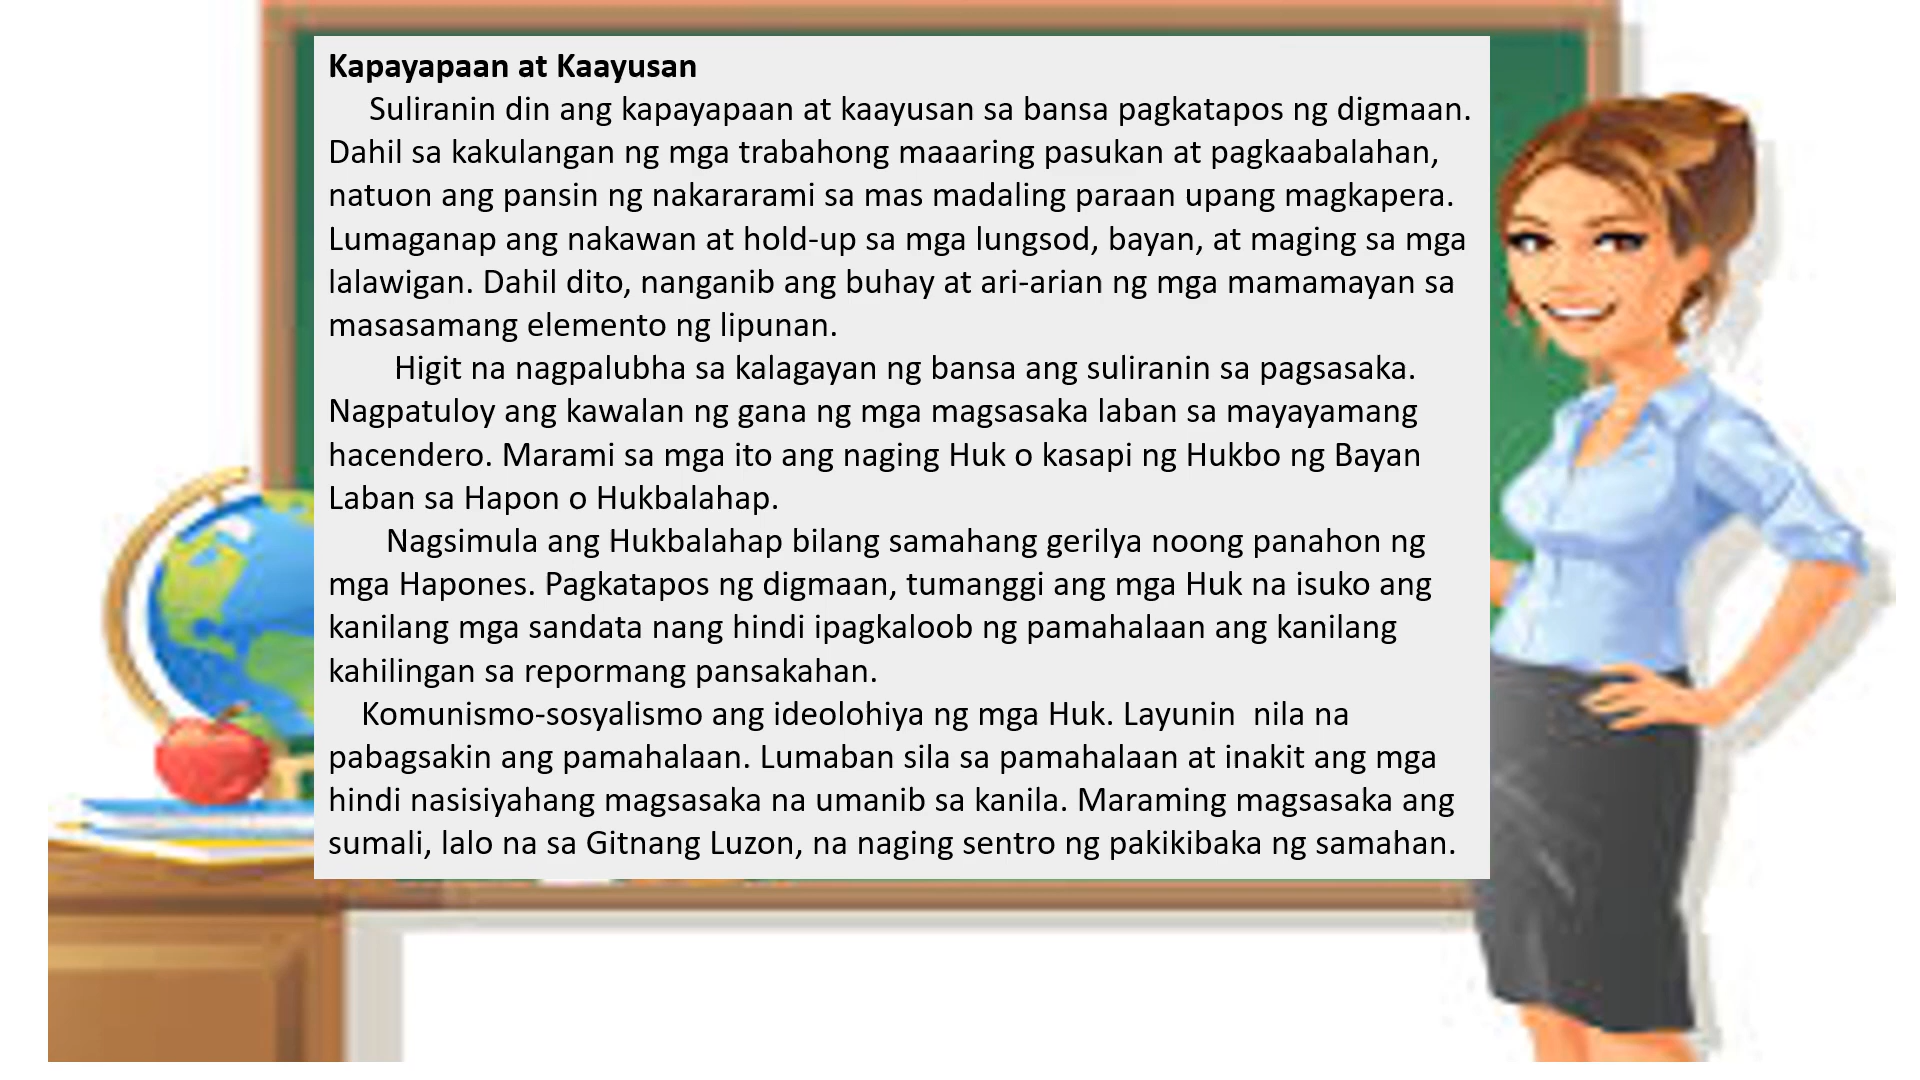 Kapayapaan at Kaayusan
Suliranin din ang kapayapaan at kaayusan sa bansa pagkatapos ng digmaan.
Dahil sa kakulangan ng mga trabahong maaaring pasukan at pagkaabalahan,
natuon ang pansin ng nakararami sa mas madaling paraan upang magkapera.
Lumaganap ang nakawan at hold-up sa mga lungsod, bayan, at maging sa mga
lalawigan. Dahil dito, nanganib ang buhay at ari-arian ng mga mamamayan sa
masasamang elemento ng lipunan.
Higit na nagpalubha sa kalagayan ng bansa ang suliranin sa pagsasaka.
Nagpatuloy ang kawalan ng gana ng mga magsasaka laban sa mayayamang
hacendero. Marami sa mga ito ang naging Huk o kasapi ng Hukbo ng Bayan
Laban sa Hapon o Hukbalahap.
Nagsimula ang Hukbalahap bilang samahang gerilya noong panahon ng
mga Hapones. Pagkatapos ng digmaan, tumanggi ang mga Huk na isuko ang
kanilang mga sandata nang hindi ipagkaloob ng pamahalaan ang kanilang
kahilingan sa repormang pansakahan.
Komunismo-sosyalismo ang ideolohiya ng mga Huk. Layunin  nila na
pabagsakin ang pamahalaan. Lumaban sila sa pamahalaan at inakit ang mga
hindi nasisiyahang magsasaka na umanib sa kanila. Maraming magsasaka ang
sumali, lalo na sa Gitnang Luzon, na naging sentro ng pakikibaka ng samahan.